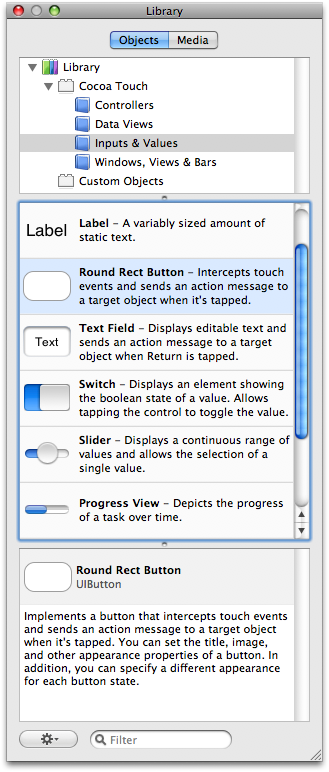 Library
Objects Media
Library
Cocoa Touch
Controllers
Data Views
Inputs & Values
Windows, Views & Bars
Custom Objects
Label
Label – A variably sized amount of
static text.
Round Rect Button – Intercepts touch
events and sends an action message to
a target object when it's tapped.
Text
Text Field – Displays editable text and
sends an action message to a target
object when Return is tapped.
Switch – Displays an element showing
the boolean state of a value. Allows
tapping the control to toggle the value.
Slider – Displays a continuous range of
values and allows the selection of a
single value.
Progress View – Depicts the progress
of a task over time.
Round Rect Button
UIButton
Implements a button that intercepts touch events
and sends an action message to a target object
when it's tapped. You can set the title, image,
and other appearance properties of a button. In
addition, you can specify a different appearance
for each button state.
Filter